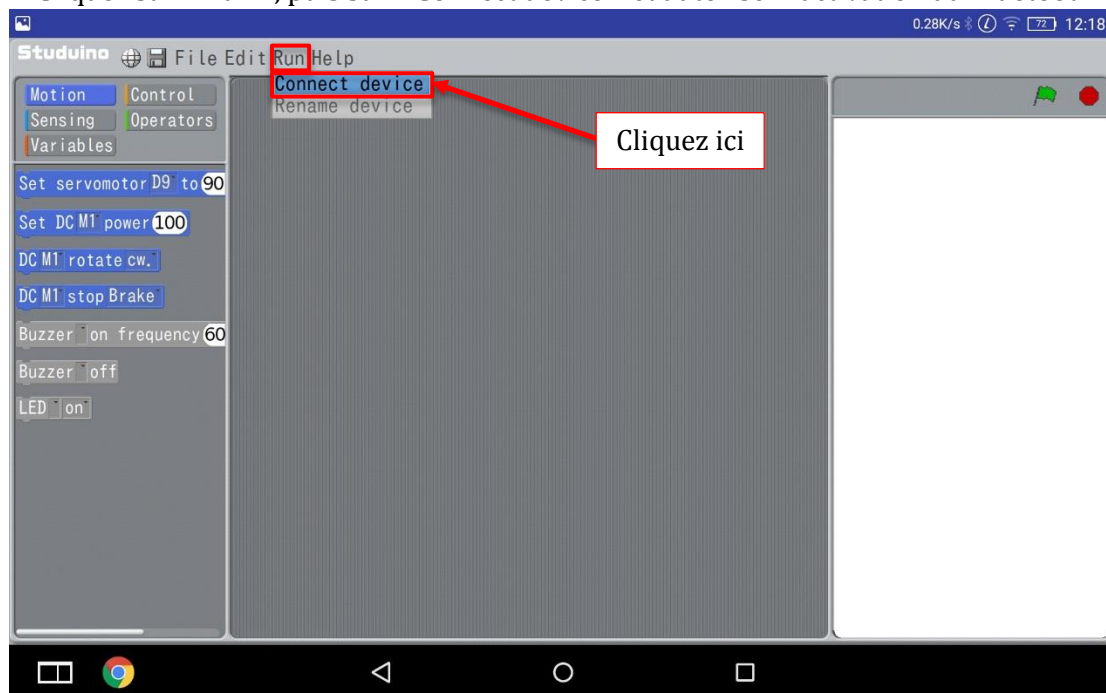 0.28K/s 72 12:18
Studuino File Edit Run Help
Connect device
Rename device
Motion Control
Sensing Operators
Variables
Cliquez ici
Set servomotor D9 to 90
Set DC M1 power 100
DC M1 rotate cw.
DC M1 stop Brake
Buzzer on frequency 60
Buzzer off
LED on